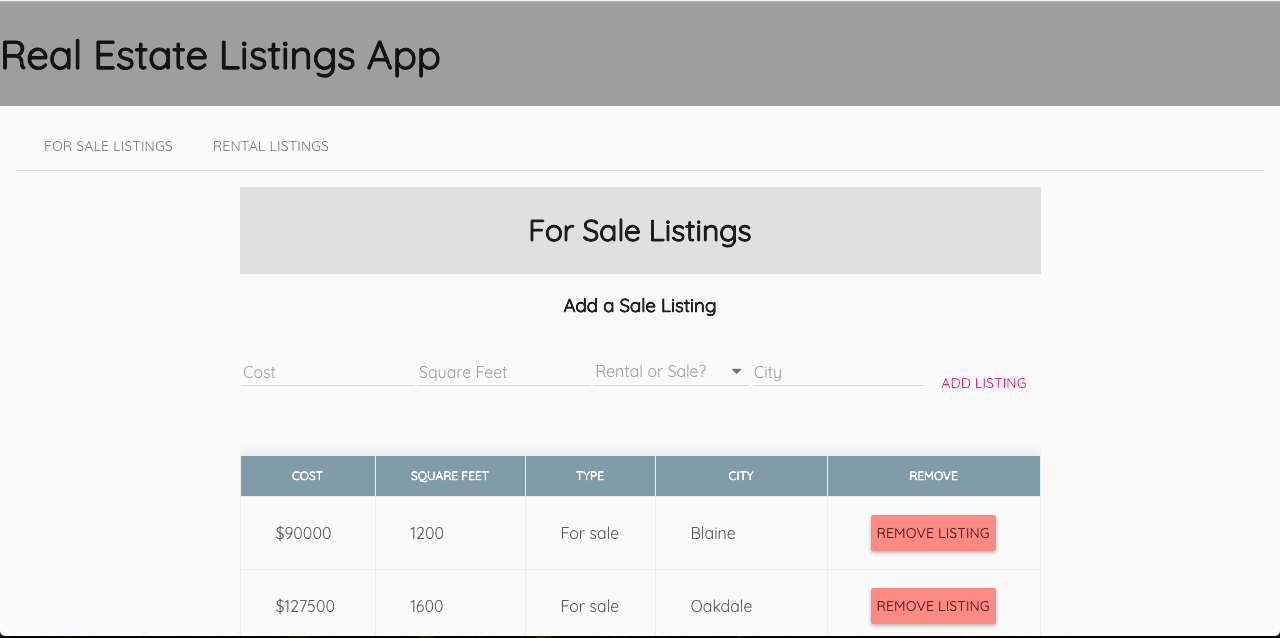 Real Estate Listings App
FOR SALE LISTINGS RENTAL LISTINGS
For Sale Listings
Add a Sale Listing
Cost Square Feet Rental or Sale? City ADD LISTING
COST SQUARE FEET TYPE CITY REMOVE
$90000 1200 For sale Blaine REMOVE LISTING
$127500 1600 For sale Oakdale REMOVE LISTING